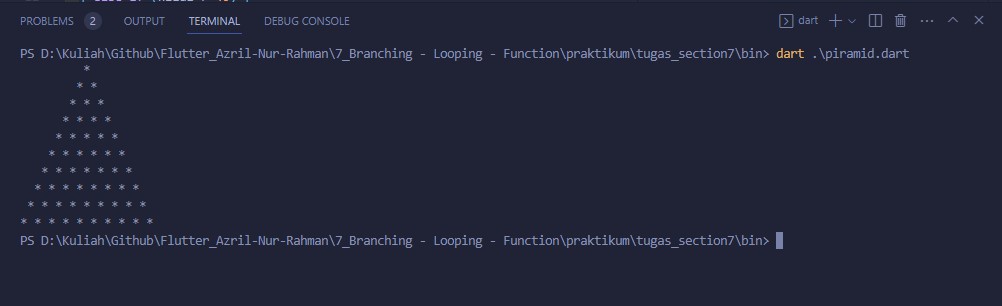 PROBLEMS 2 OUTPUT TERMINAL DEBUG CONSOLE dart
PS D:\Kuliah\Github\Flutter_Azril-Nur-Rahman\7_Branching - Looping - Function\praktikum\tugas_section7\bin> dart .\piramid.dart
         *
        * *
       * * *
      * * * *
     * * * * *
    * * * * * *
   * * * * * * *
  * * * * * * * *
 * * * * * * * * *
* * * * * * * * * *
PS D:\Kuliah\Github\Flutter_Azril-Nur-Rahman\7_Branching - Looping - Function\praktikum\tugas_section7\bin>